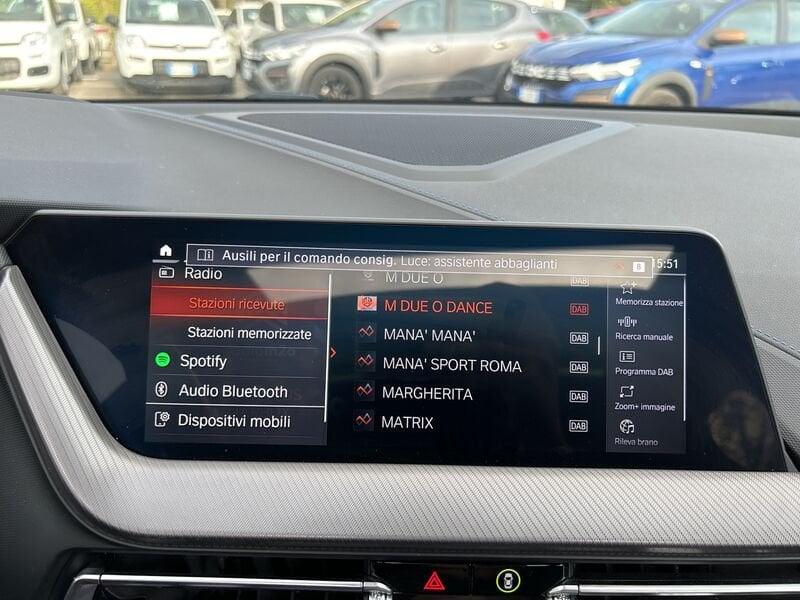 Ausili per il comando consig. Luce: assistente abbaglianti
8 15:51
Radio
Stazioni ricevute
Stazioni memorizzate
Spotify
Audio Bluetooth
Dispositivi mobili
M DUE O DAB
M DUE O DANCE DAB
MANA' MANA' DAB
MANA' SPORT ROMA DAB
MARGHERITA DAB
MATRIX DAB
Memorizza stazione
Ricerca manuale
Programma DAB
Zoom+ immagine
Rileva brano